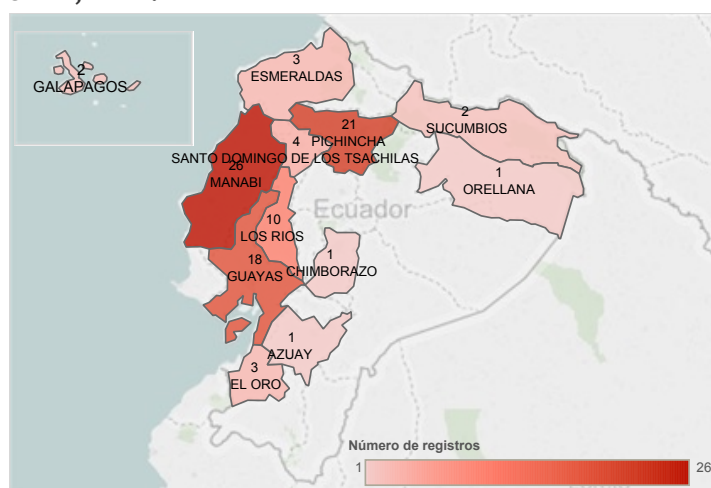 2
GALAPAGOS
3
ESMERALDAS
2
SUCUMBIOS
21
PICHINCHA
4
SANTO DOMINGO DE LOS TSACHILAS
26
MANABI
1
ORELLANA
Ecuador
10
LOS RIOS
18
GUAYAS
1
CHIMBORAZO
1
AZUAY
3
EL ORO
Número de registros
1
26